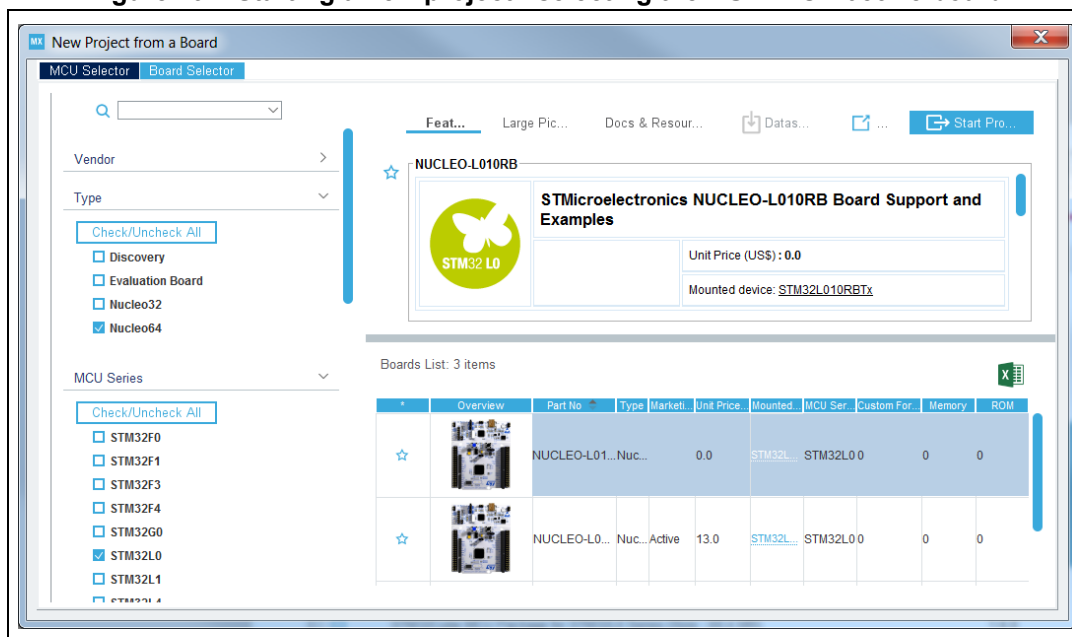 New Project from a Board
MCU Selector Board Selector
Feat... Large Pic... Docs & Resour... Datas... ... Start Pro...
Vendor
Type
Check/Uncheck All
Discovery
Evaluation Board
Nucleo32
Nucleo64
MCU Series
Check/Uncheck All
STM32F0
STM32F1
STM32F3
STM32F4
STM32G0
STM32L0
STM32L1
NUCLEO-L010RB
STM32 L0
STMicroelectronics NUCLEO-L010RB Board Support and
Examples
Unit Price (US$) : 0.0
Mounted device: STM32L010RBTx
Boards List: 3 items
* Overview Part No Type Marketi... Unit Price... Mounted... MCU Ser... Custom For... Memory ROM
NUCLEO-L01... Nuc... 0.0 STM32L... STM32L0 0 0 0
NUCLEO-L0... Nuc... Active 13.0 STM32L... STM32L0 0 0 0